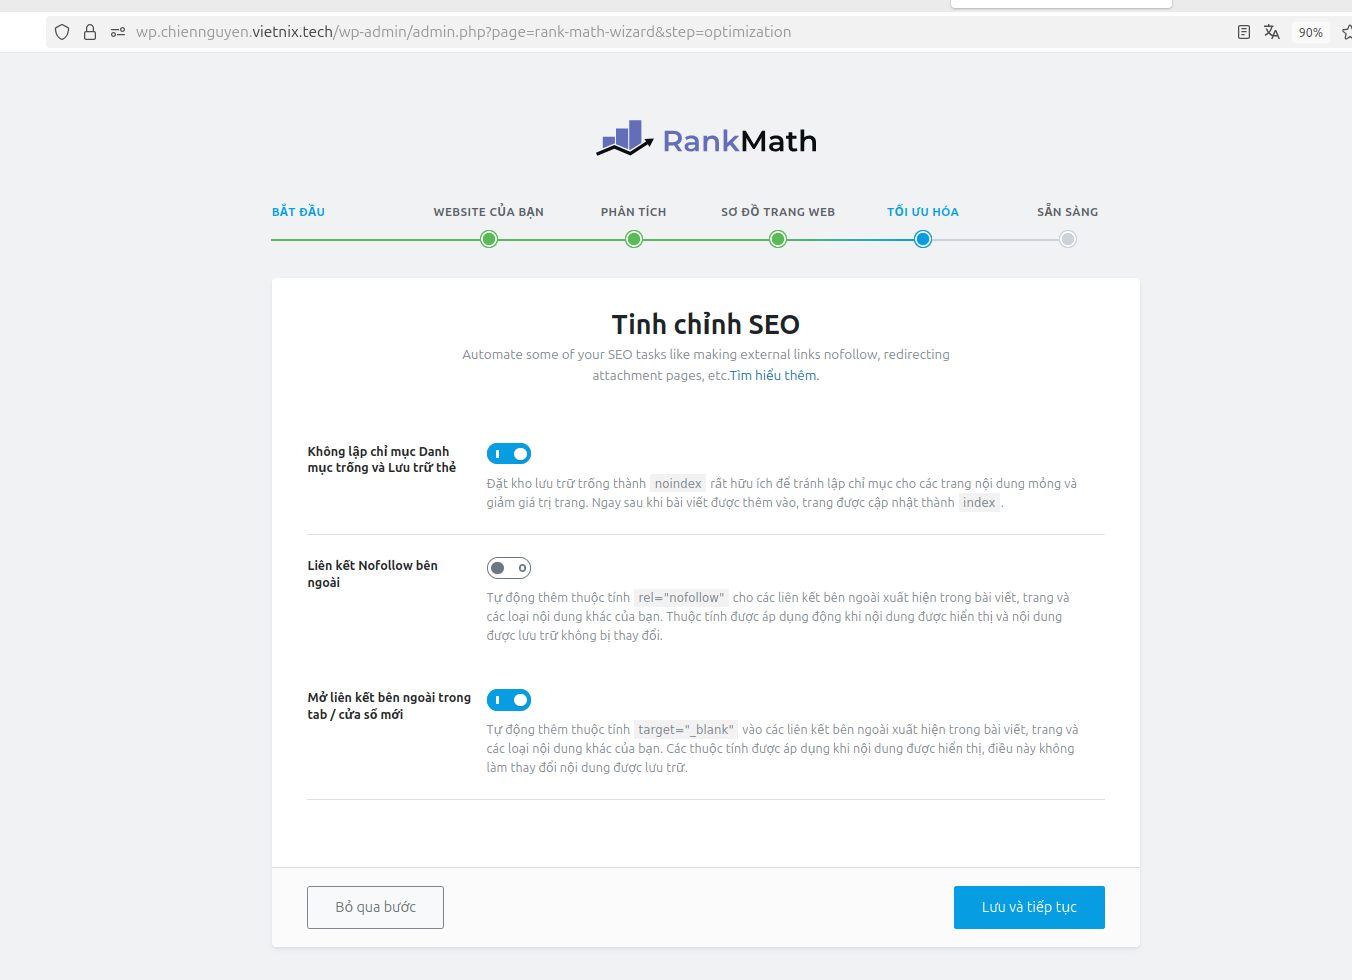 wp.chiennguyen.vietnix.tech/wp-admin/admin.php?page=rank-math-wizard&step=optimization
90%
RankMath
BẮT ĐẦU
WEBSITE CỦA BẠN
PHÂN TÍCH
SƠ ĐỒ TRANG WEB
TỐI ƯU HÓA
SẴN SÀNG
Tinh chỉnh SEO
Automate some of your SEO tasks like making external links nofollow, redirecting
attachment pages, etc.Tìm hiểu thêm.
Không lập chỉ mục Danh
mục trống và Lưu trữ thẻ
Đặt kho lưu trữ trống thành noindex rất hữu ích để tránh lập chỉ mục cho các trang nội dung mỏng và
giảm giá trị trang. Ngay sau khi bài viết được thêm vào, trang được cập nhật thành index .
Liên kết Nofollow bên
ngoài
Tự động thêm thuộc tính rel="nofollow" cho các liên kết bên ngoài xuất hiện trong bài viết, trang và
các loại nội dung khác của bạn. Thuộc tính được áp dụng động khi nội dung được hiển thị và nội dung
được lưu trữ không bị thay đổi.
Mở liên kết bên ngoài trong
tab / cửa sổ mới
Tự động thêm thuộc tính target="_blank" vào các liên kết bên ngoài xuất hiện trong bài viết, trang và
các loại nội dung khác của bạn. Các thuộc tính được áp dụng khi nội dung được hiển thị, điều này không
làm thay đổi nội dung được lưu trữ.
Bỏ qua bước
Lưu và tiếp tục